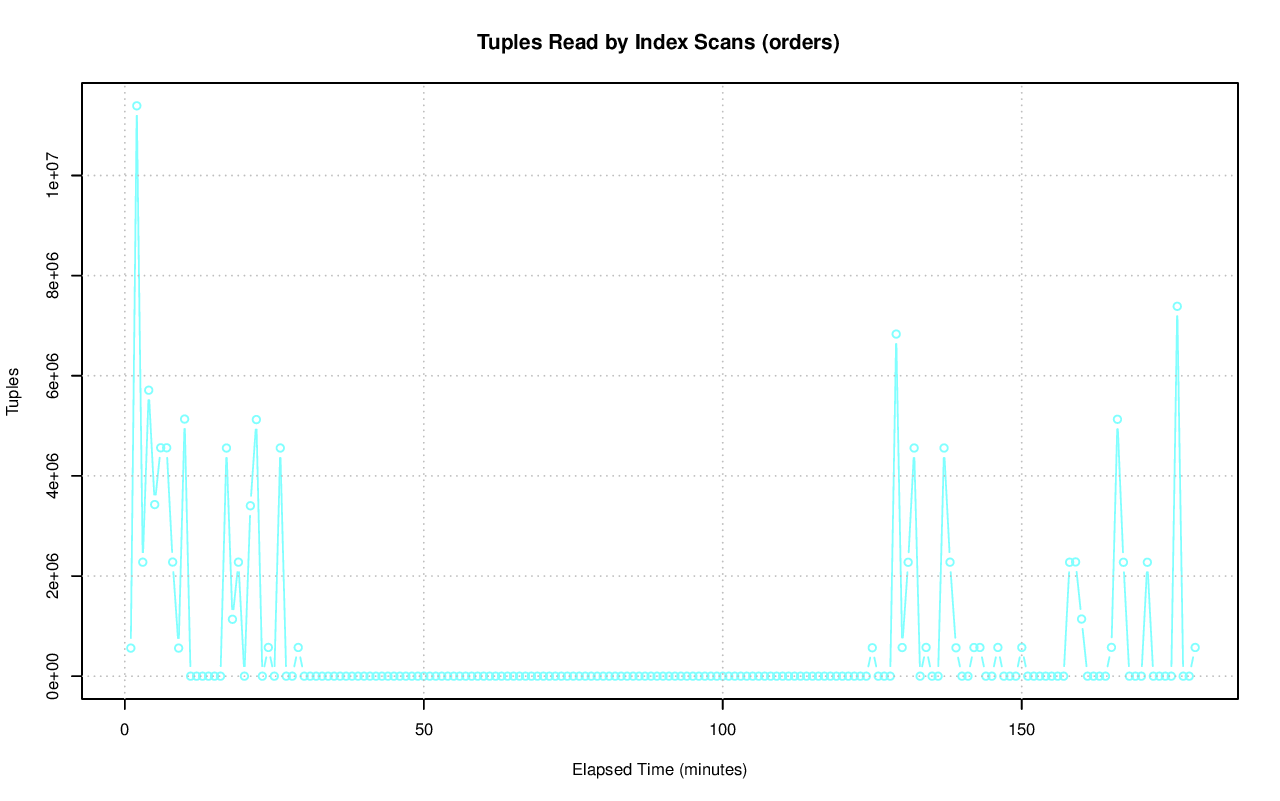 Tuples Read by Index Scans (orders)
1e+07
8e+06
6e+06
4e+06
2e+06
0e+00
Tuples
0 50 100 150
Elapsed Time (minutes)